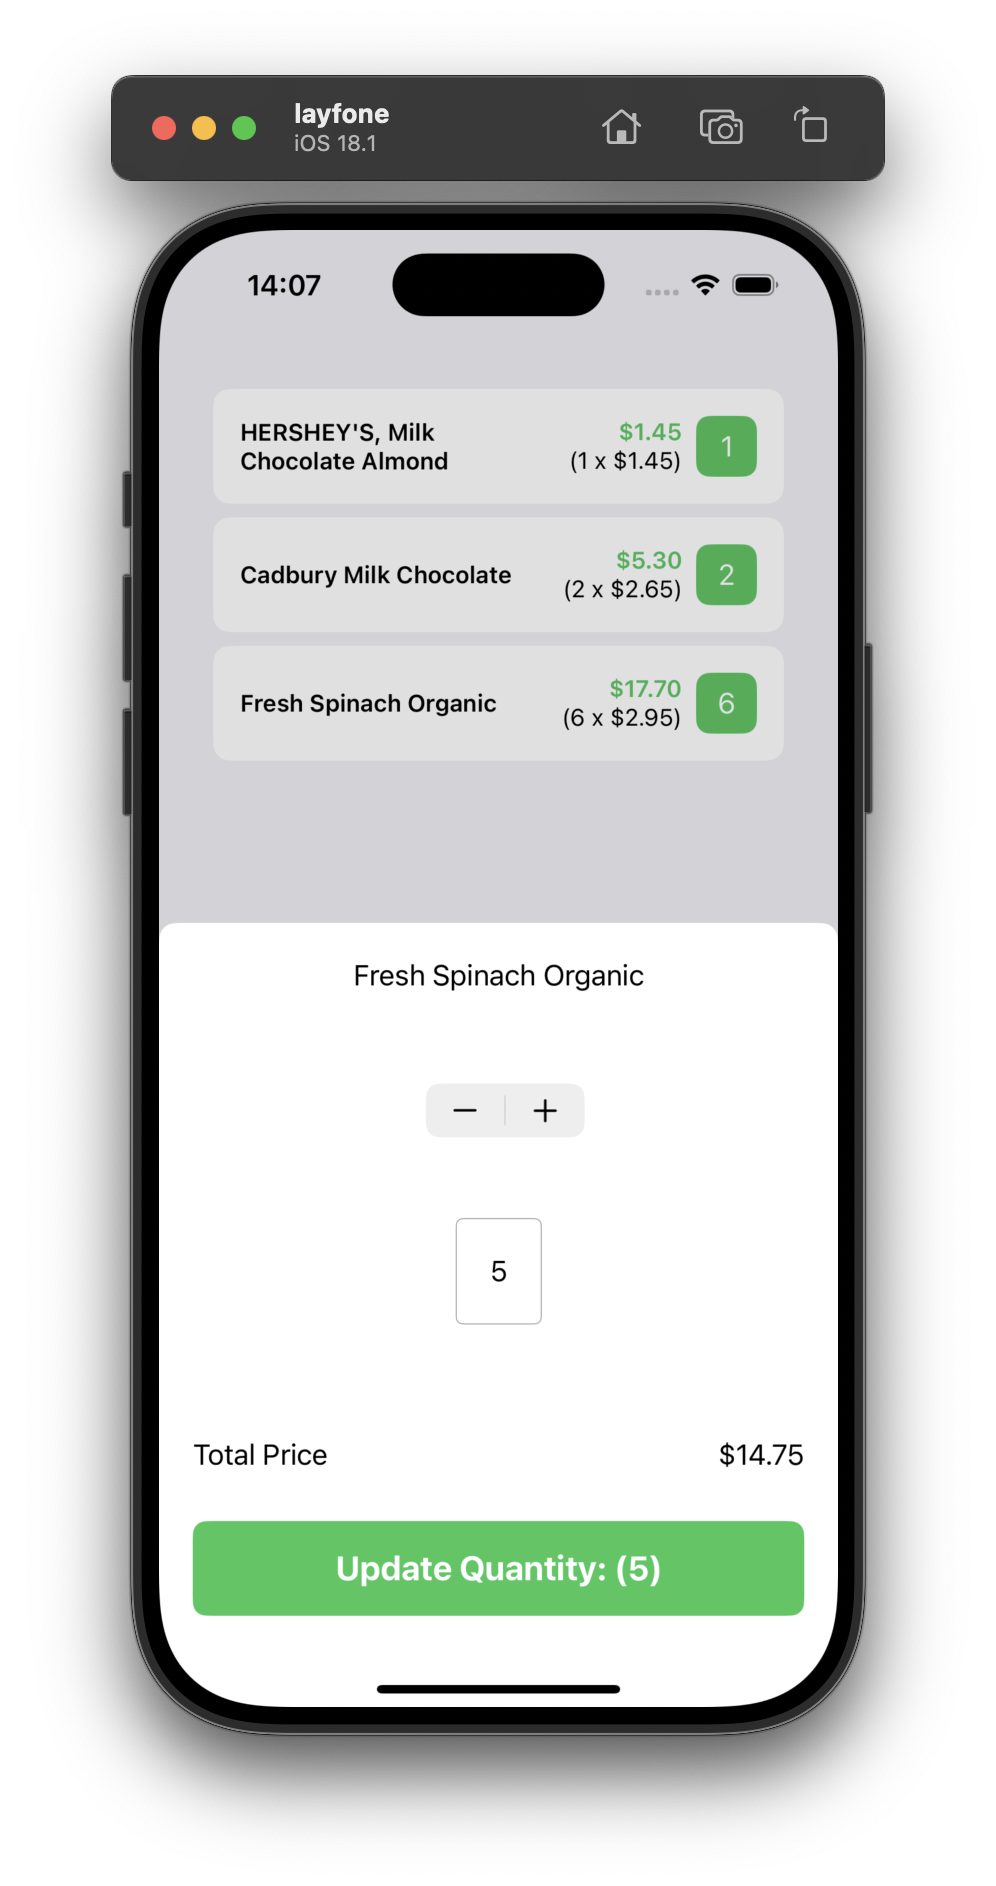 layfone
iOS 18.1
14:07
HERSHEY'S, Milk
Chocolate Almond
$1.45
(1 x $1.45)
1
Cadbury Milk Chocolate
$5.30
(2 x $2.65)
2
Fresh Spinach Organic
$17.70
(6 x $2.95)
6
Fresh Spinach Organic
− +
5
Total Price $14.75
Update Quantity: (5)